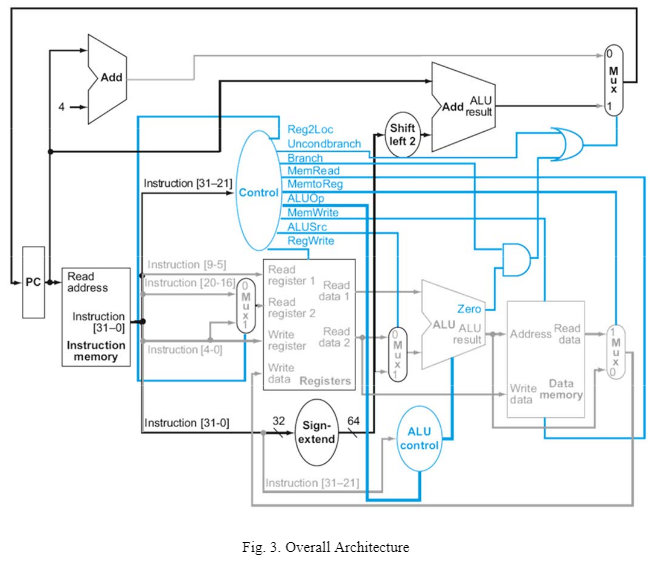 0
M
u
x
1
Add
4
Add ALU
result
Shift
left 2
Reg2Loc
Uncondbranch
Branch
MemRead
MemtoReg
ALUOp
MemWrite
ALUSrc
RegWrite
Control
Instruction [31–21]
PC
Read
address
Instruction
[31–0]
Instruction
memory
Instruction [9-5]
Instruction [20-16]
Instruction [4-0]
0
M
u
x
1
Read
register 1
Read
register 2
Write
register
Write
data
Read
data 1
Read
data 2
Registers
0
M
u
x
1
Zero
ALU ALU
result
Address
Read
data
Write
data
Data
memory
1
M
u
x
0
Instruction [31-0]
32
Sign-
extend
64
ALU
control
Instruction [31–21]
Fig. 3. Overall Architecture